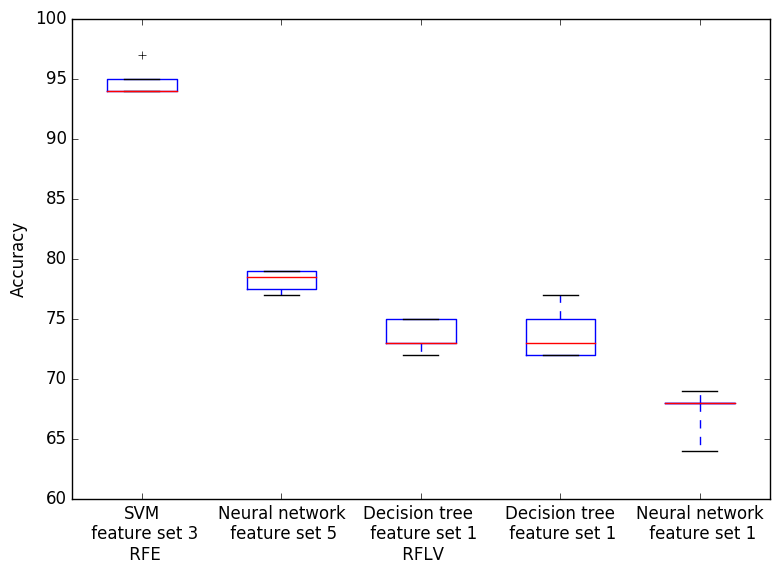 100
95
90
85
80
75
70
65
60
Accuracy
SVM
feature set 3
RFE
Neural network
feature set 5
Decision tree
feature set 1
RFLV
Decision tree
feature set 1
Neural network
feature set 1